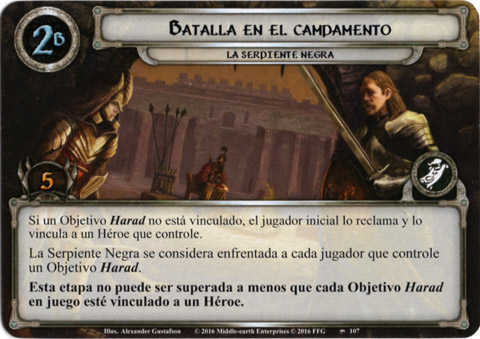 2B
BATALLA EN EL CAMPAMENTO
LA SERPIENTE NEGRA
5
Si un Objetivo Harad no está vinculado, el jugador inicial lo reclama y lo
vincula a un Héroe que controle.
La Serpiente Negra se considera enfrentada a cada jugador que controle
un Objetivo Harad.
Esta etapa no puede ser superada a menos que cada Objetivo Harad
en juego esté vinculado a un Héroe.
Illus. Alexander Gustafson © 2016 Middle-earth Enterprises © 2016 FFG 107